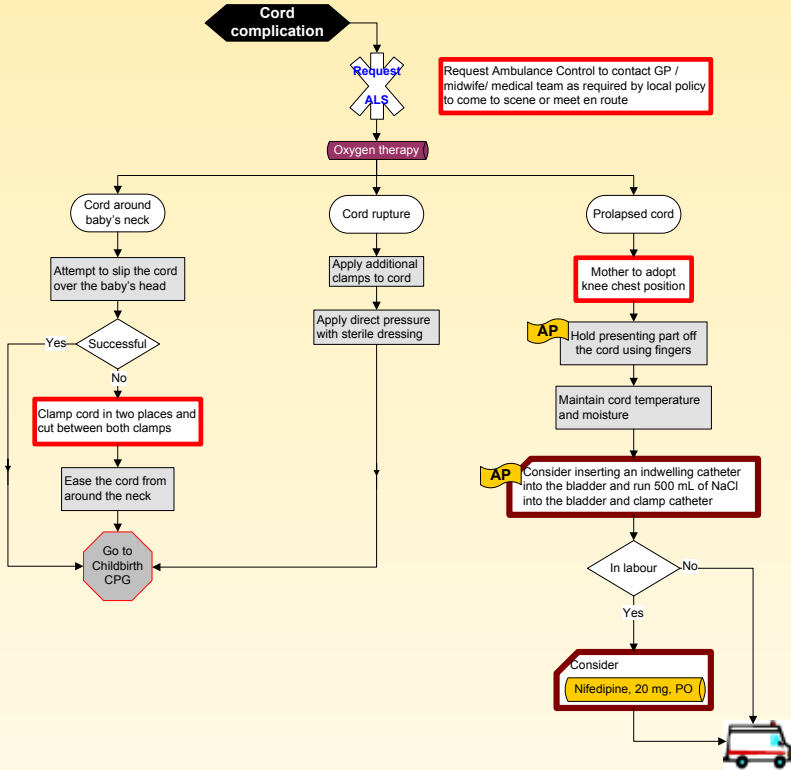 Cord
complication
Request
ALS
Request Ambulance Control to contact GP /
midwife/ medical team as required by local policy
to come to scene or meet en route
Oxygen therapy
Cord around
baby's neck
Cord rupture
Prolapsed cord
Attempt to slip the cord
over the baby's head
Apply additional
clamps to cord
Mother to adopt
knee chest position
Apply direct pressure
with sterile dressing
AP
Hold presenting part off
the cord using fingers
Yes
Successful
No
Maintain cord temperature
and moisture
Clamp cord in two places and
cut between both clamps
AP
Consider inserting an indwelling catheter
into the bladder and run 500 mL of NaCl
into the bladder and clamp catheter
Ease the cord from
around the neck
Go to
Childbirth
CPG
In labour
No
Yes
Consider
Nifedipine, 20 mg, PO